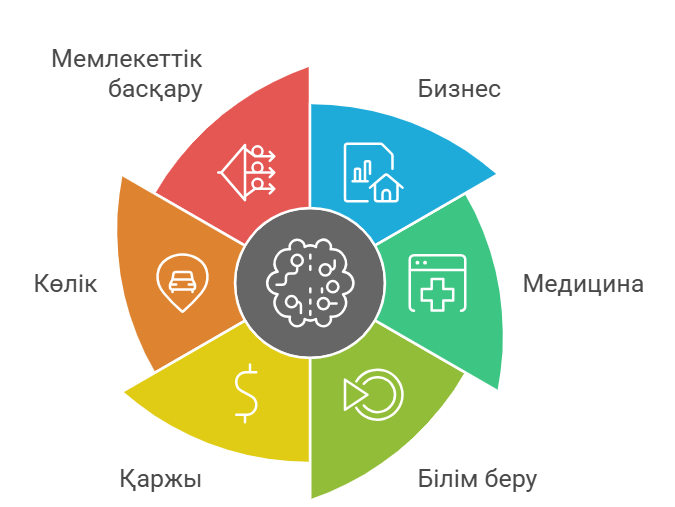 Мемлекеттік
басқару
Бизнес
Көлік
Медицина
Қаржы
Білім беру